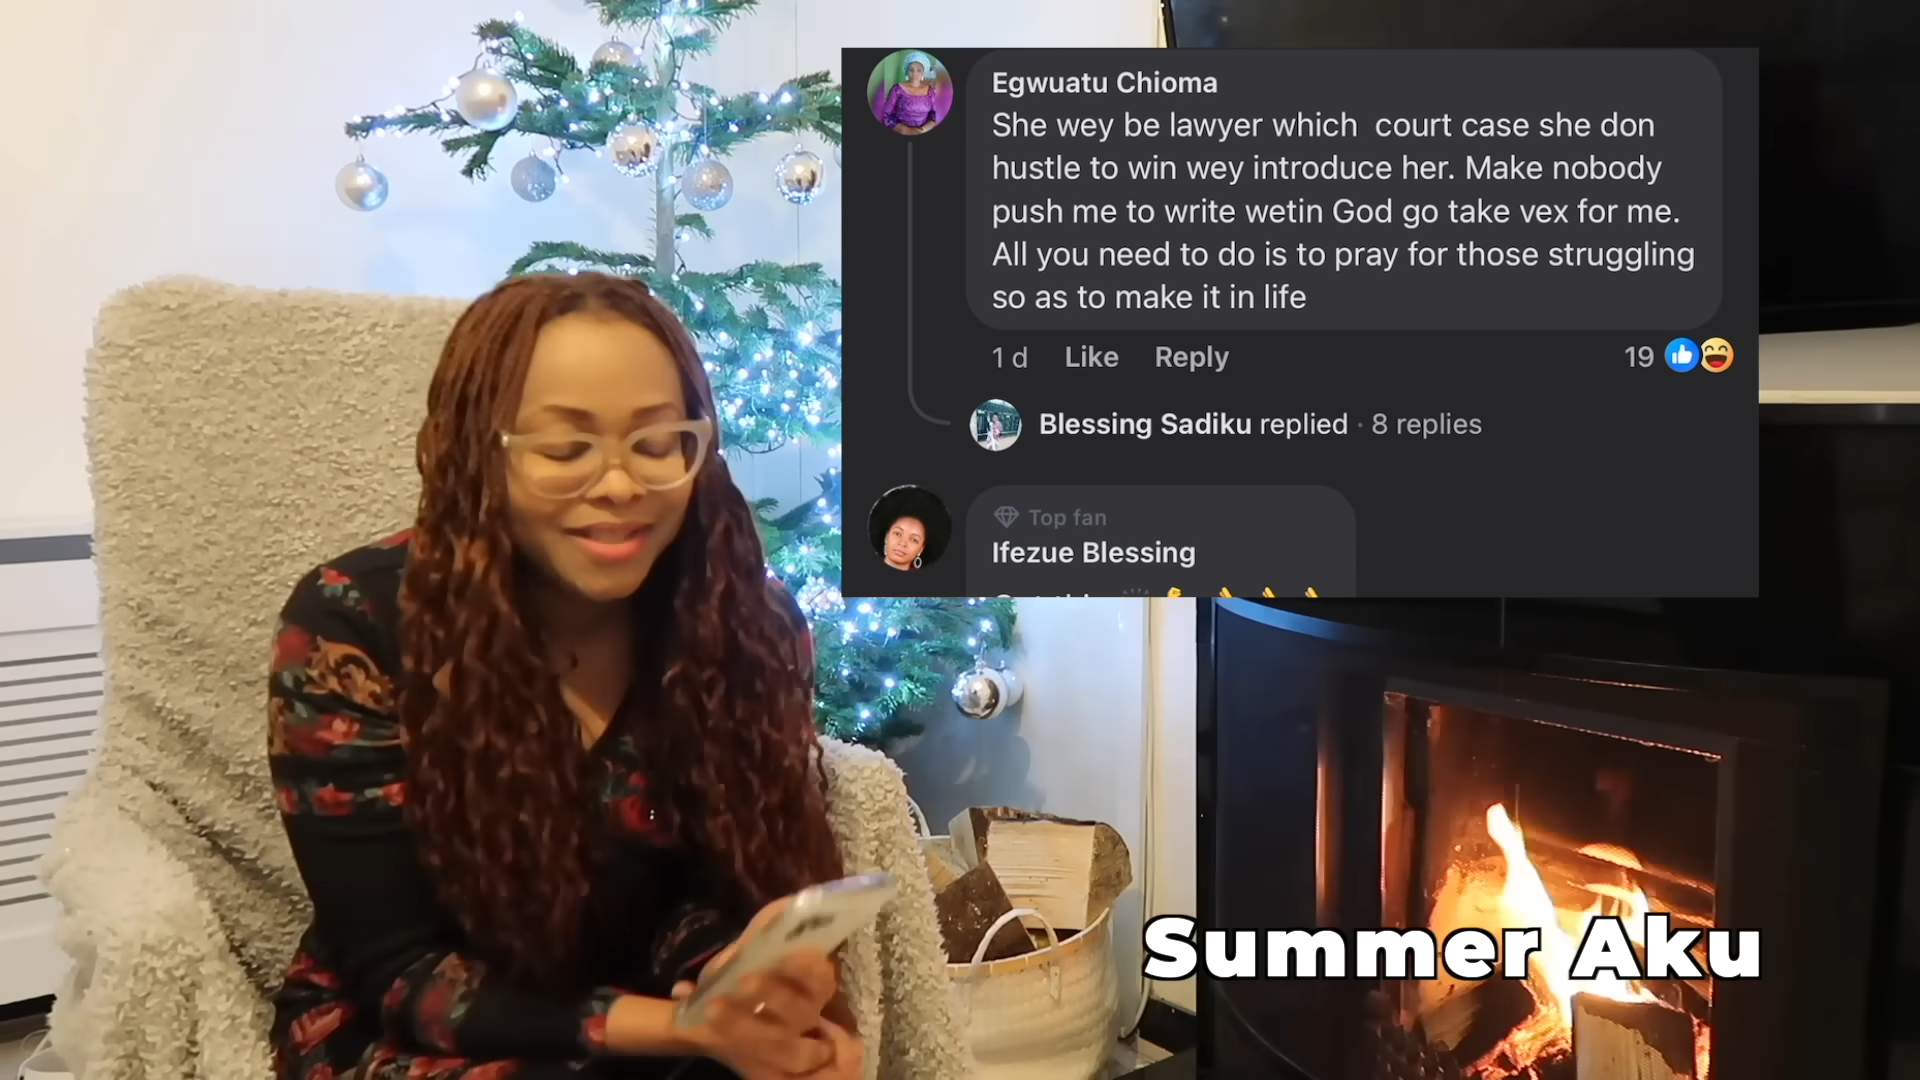 Egwuatu Chioma
She wey be lawyer which court case she don
hustle to win wey introduce her. Make nobody
push me to write wetin God go take vex for me.
All you need to do is to pray for those struggling
so as to make it in life
1 d Like Reply 19
Blessing Sadiku replied · 8 replies
Top fan
Ifezue Blessing
Summer Aku